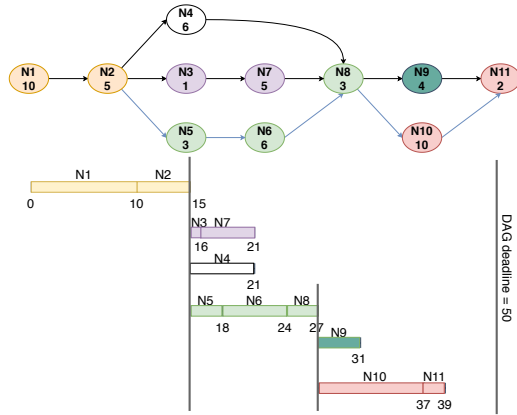 N4
6
N1
10
N2
5
N3
1
N7
5
N8
3
N9
4
N11
2
N5
3
N6
6
N10
10
N1 N2
0 10 15
N3 N7
16 21
N4
21
N5 N6 N8
18 24 27
N9
31
N10 N11
37 39
DAG deadline = 50